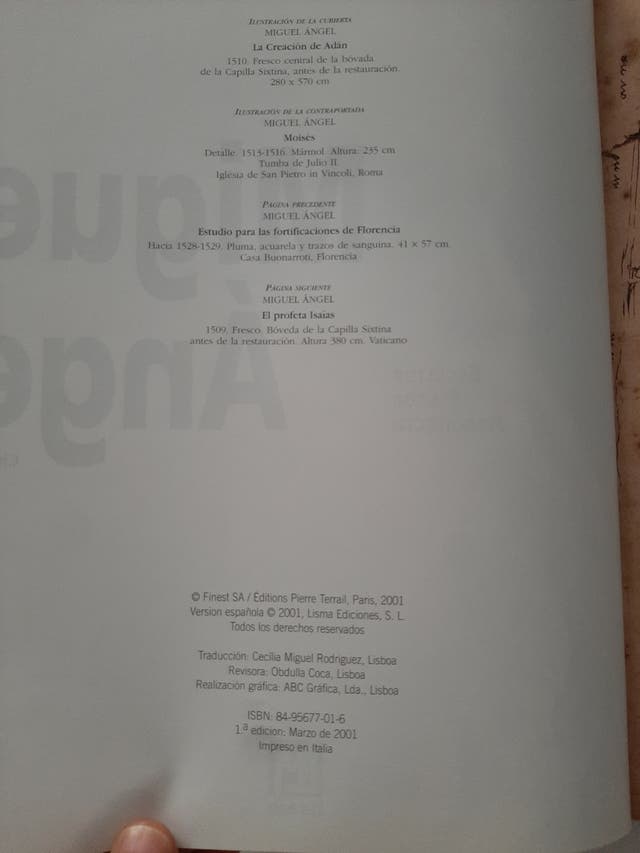 ILUSTRACIÓN DE LA CUBIERTA
MIGUEL ÁNGEL
La Creación de Adán
1510. Fresco central de la bóvada
de la Capilla Sixtina, antes de la restauración.
280 x 570 cm
ILUSTRACIÓN DE LA CONTRAPORTADA
MIGUEL ÁNGEL
Moisés
Detalle. 1513-1516. Mármol. Altura: 235 cm
Tumba de Julio II
Iglesia de San Pietro in Vincoli, Roma
PÁGINA PRECEDENTE
MIGUEL ÁNGEL
Estudio para las fortificaciones de Florencia
Hacia 1528-1529. Pluma, acuarela y trazos de sanguina. 41 × 57 cm.
Casa Buonarroti, Florencia
PÁGINA SIGUIENTE
MIGUEL ÁNGEL
El profeta Isaías
1509. Fresco. Bóveda de la Capilla Sixtina
antes de la restauración. Altura 380 cm. Vaticano
© Finest SA / Éditions Pierre Terrail, Paris, 2001
Version española © 2001, Lisma Ediciones, S. L.
Todos los derechos reservados
Traducción: Cecília Miguel Rodriguez, Lisboa
Revisora: Obdulla Coca, Lisboa
Realización gráfica: ABC Gráfica, Lda., Lisboa
ISBN: 84-95677-01-6
1.ª edicion: Marzo de 2001
Impreso en Italia